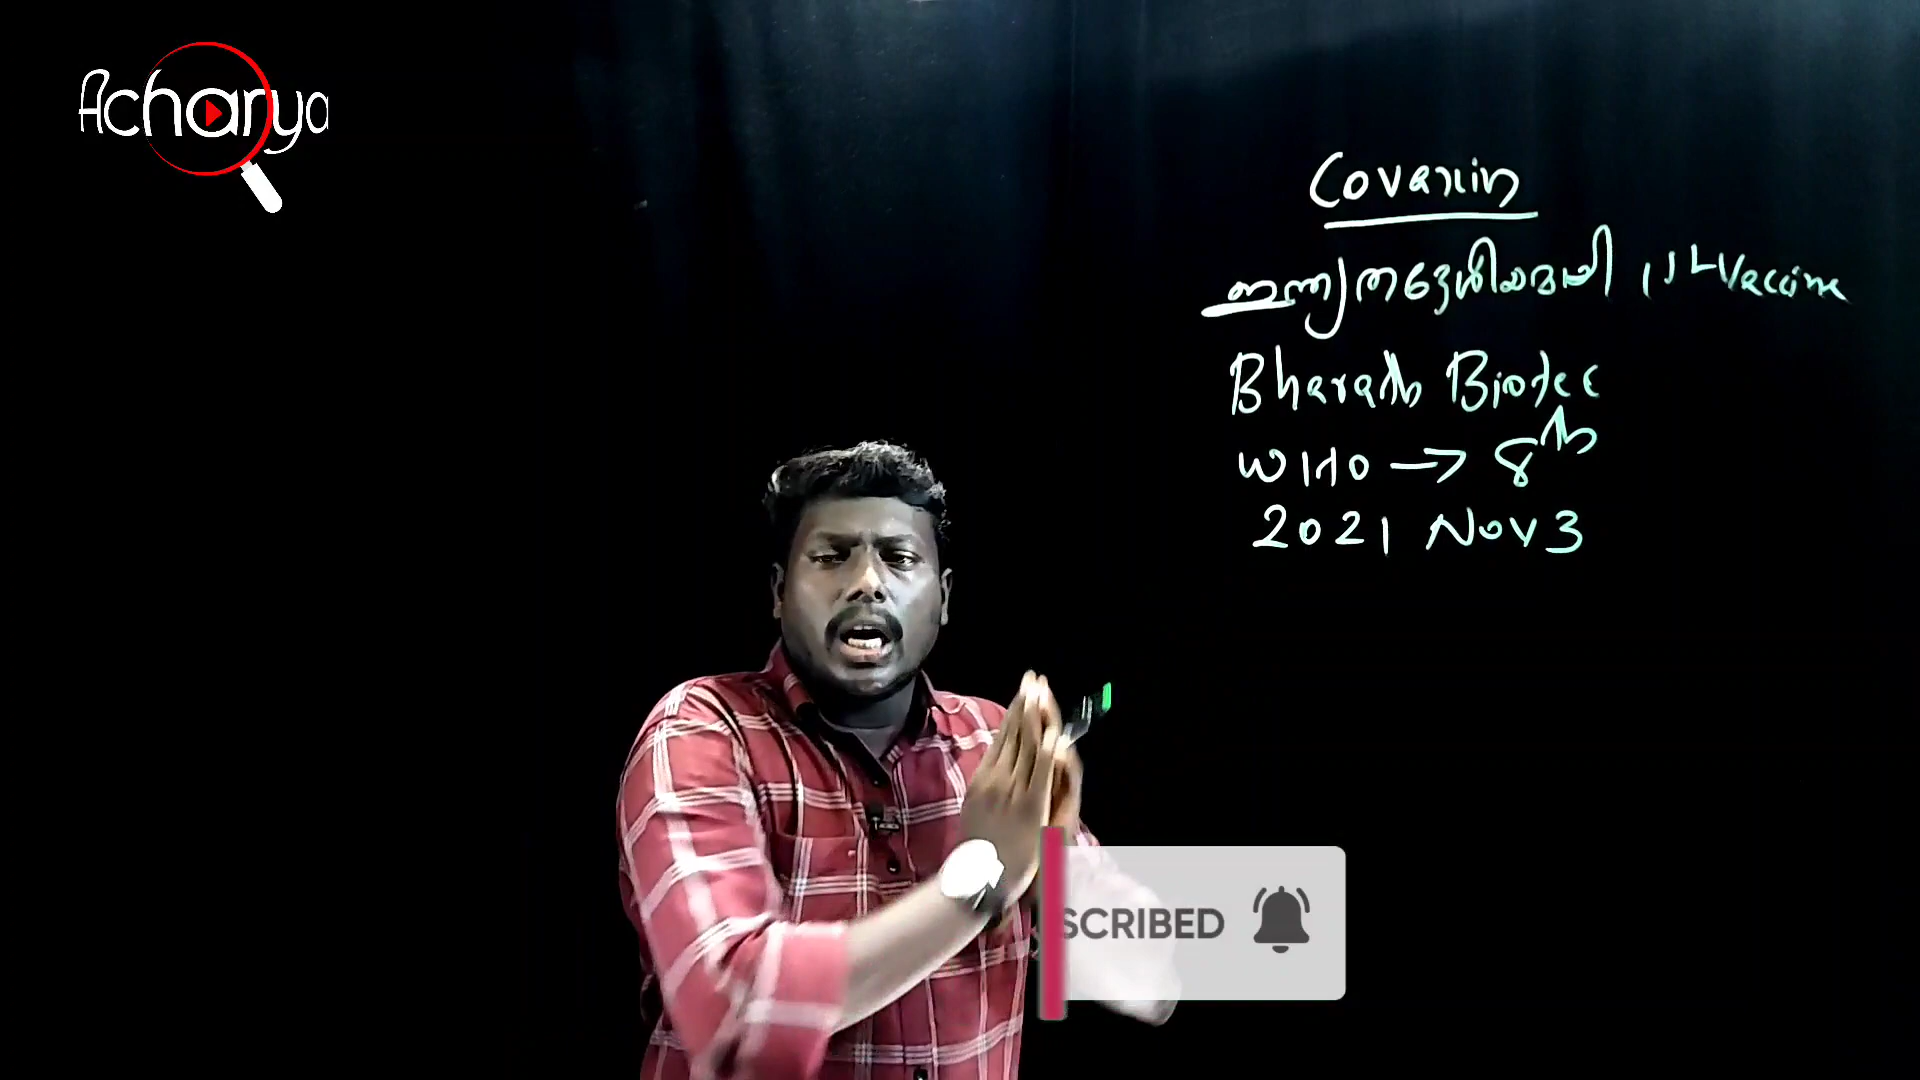 Acharya
Covaxin
ഇന്ത്യ തദ്ദേശീയമായി 1st Vaccine
Bharath Biotec
WHO → 8th
2021 Nov 3
SCRIBED